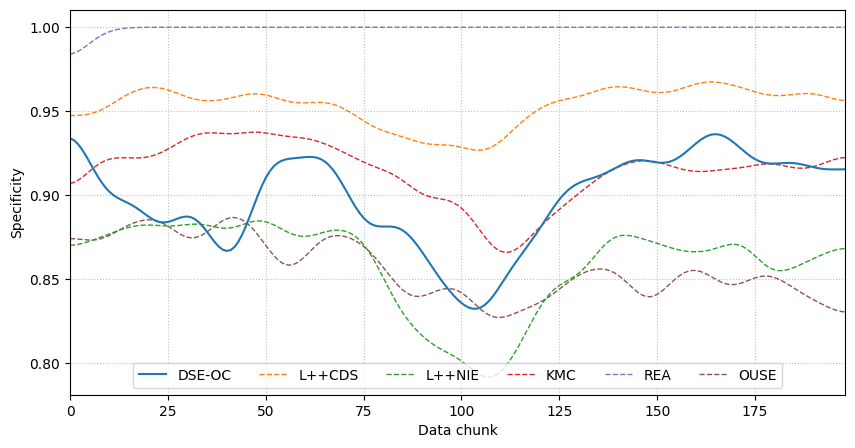 1.00
0.95
0.90
0.85
0.80
Specificity
DSE-OC L++CDS L++NIE KMC REA OUSE
0 25 50 75 100 125 150 175
Data chunk